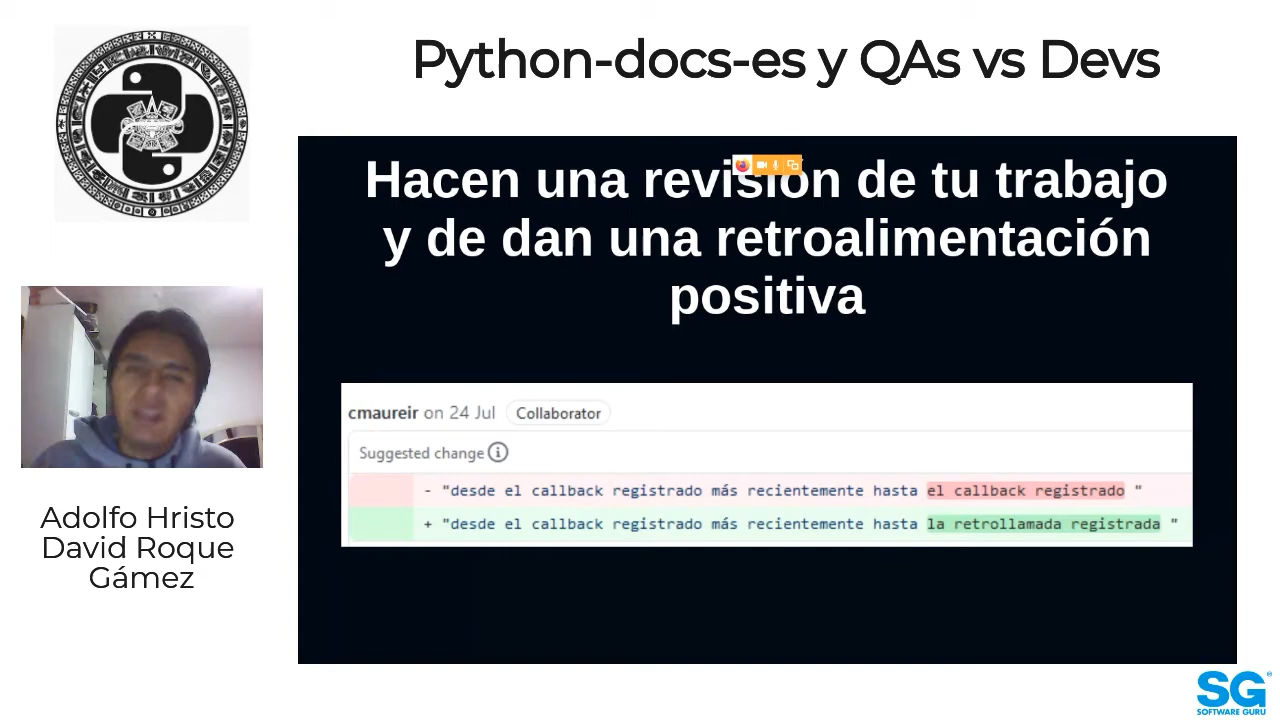 Python-docs-es y QAs vs Devs
Hacen una revisión de tu trabajo
y de dan una retroalimentación
positiva
cmaureir on 24 Jul Collaborator
Suggested change
- "desde el callback registrado más recientemente hasta el callback registrado "
+ "desde el callback registrado más recientemente hasta la retrollamada registrada "
Adolfo Hristo
David Roque
Gámez
SG
SOFTWARE GURU